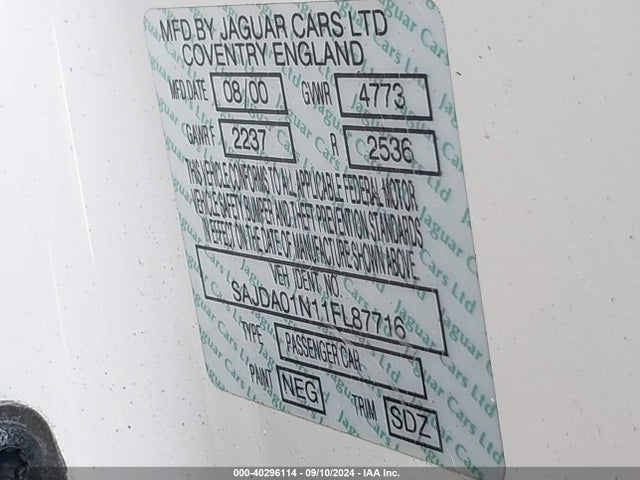 MFD BY JAGUAR CARS LTD
COVENTRY ENGLAND
MFD DATE 08/00 GVWR 4773
GAWR F 2237 R 2536
THIS VEHICLE CONFORMS TO ALL APPLICABLE FEDERAL MOTOR
VEHICLE SAFETY BUMPER AND THEFT PREVENTION STANDARDS
IN EFFECT ON THE DATE OF MANUFACTURE SHOWN ABOVE
VEH IDENT. NO.
SAJDA01N11FL87716
TYPE PASSENGER CAR
PAINT NEG TRIM SDZ
000-40296114 - 09/10/2024 - IAA Inc.